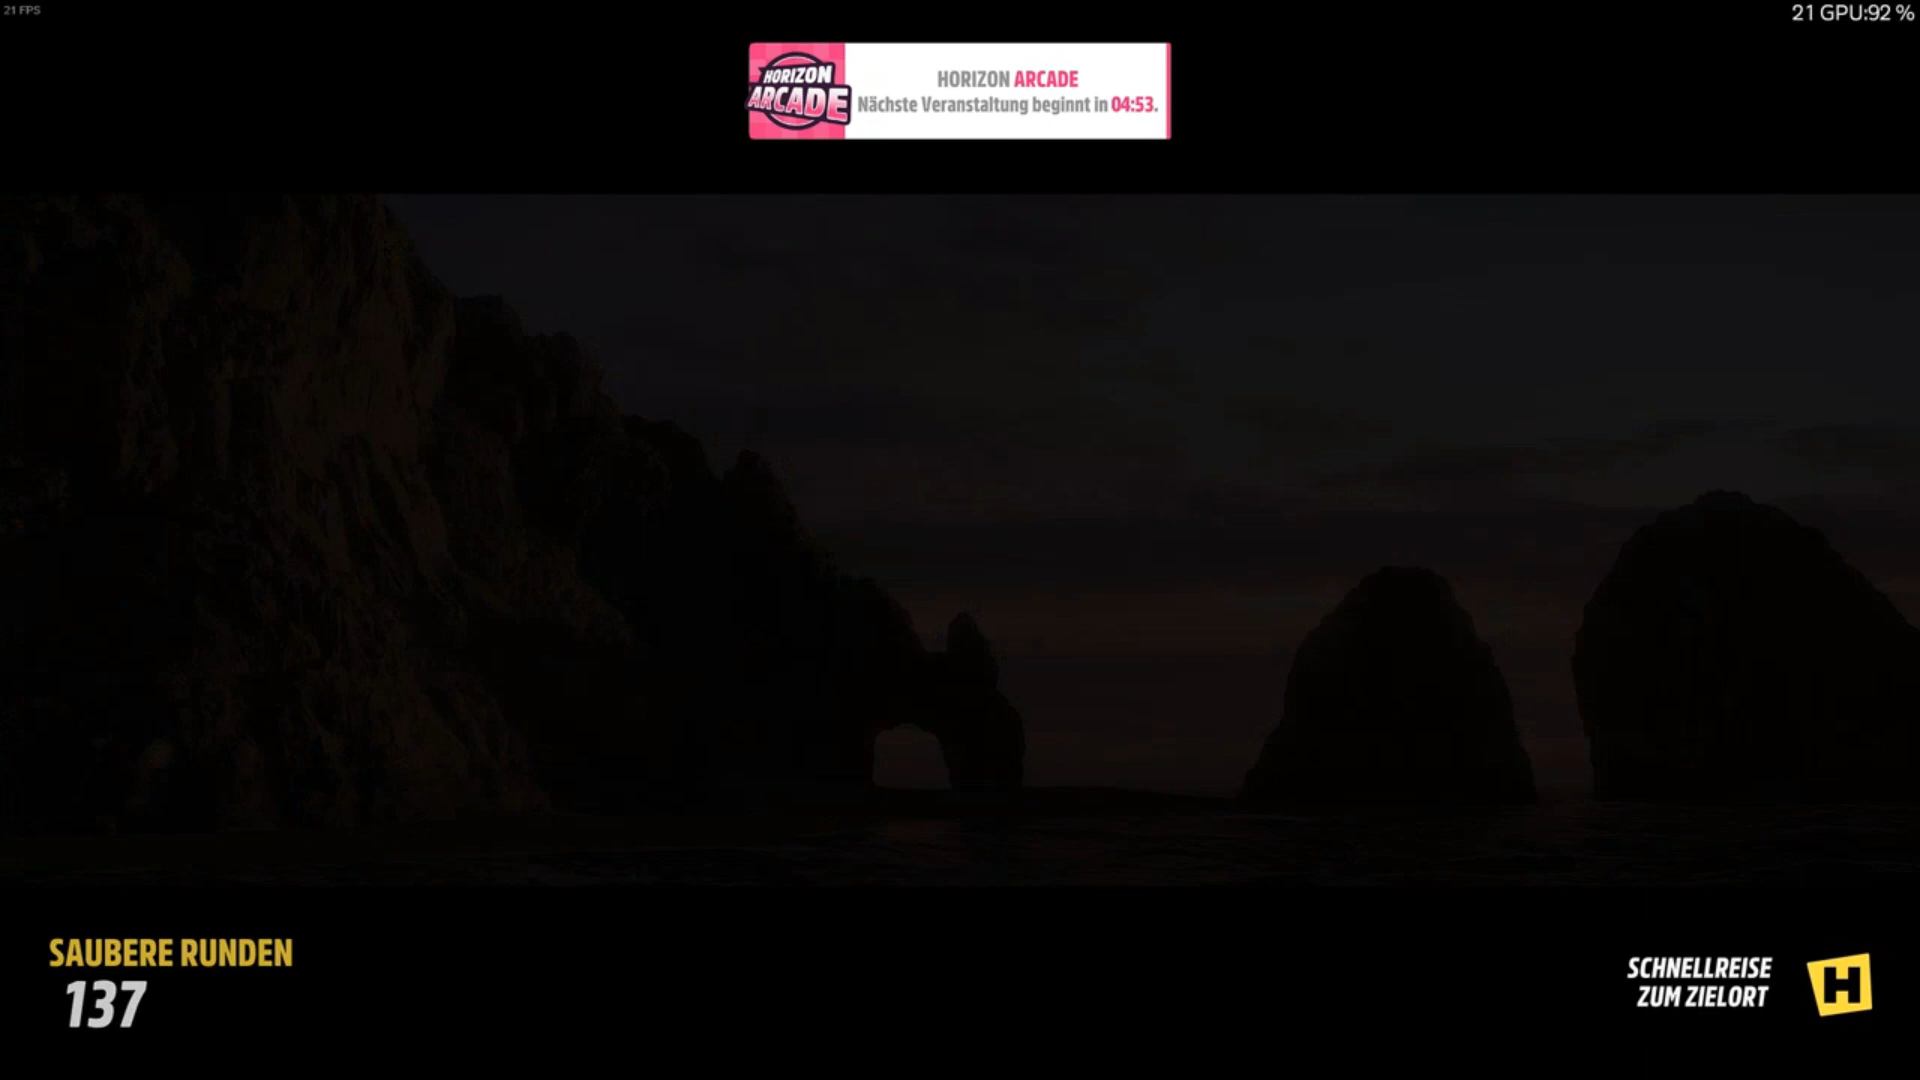 21 FPS
21 GPU:92 %
HORIZON ARCADE
HORIZON
ARCADE
Nächste Veranstaltung beginnt in 04:53.
SAUBERE RUNDEN
137
SCHNELLREISE
ZUM ZIELORT
H